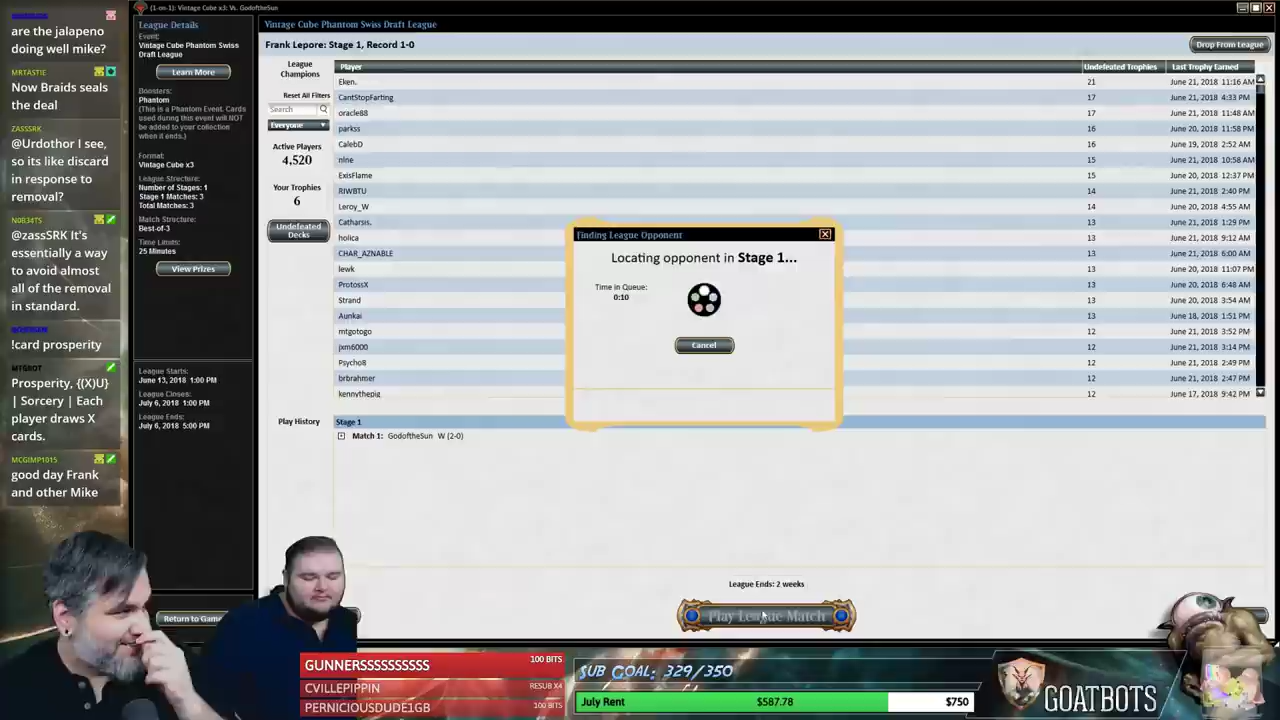 are the jalapeno
doing well mike?
MRTASTIE
Now Braids seals
the deal
ZASSSRK
@Urdothor I see,
so its like discard
in response to
removal?
N0B34TS
@zassSRK It's
essentially a way
to avoid almost
all of the removal
in standard.
!card prosperity
MTGBOT
Prosperity, {(X)U}
| Sorcery | Each
player draws X
cards.
MCGIMP1015
good day Frank
and other Mike
(1-on-1): Vintage Cube x3: Vs. GodoftheSun
League Details
Event:
Vintage Cube Phantom Swiss
Draft League
Learn More
Boosters:
Phantom
(This is a Phantom Event. Cards
used during this event will NOT
be added to your collection
when it ends.)
Format:
Vintage Cube x3
League Structure:
Number of Stages: 1
Stage 1 Matches: 3
Total Matches: 3
Match Structure:
Best-of-3
Time Limits:
25 Minutes
View Prizes
League Starts:
June 13, 2018 1:00 PM
League Closes:
July 6, 2018 1:00 PM
League Ends:
July 6, 2018 5:00 PM
Return to Game
Vintage Cube Phantom Swiss Draft League
Frank Lepore: Stage 1, Record 1-0
Drop From League
League
Champions
Reset All Filters
Search
Everyone
Active Players
4,520
Your Trophies
6
Undefeated
Decks
Player Undefeated Trophies Last Trophy Earned
Eken. 21 June 21, 2018 11:16 AM
CantStopFarting 17 June 21, 2018 4:33 PM
oracle88 17 June 21, 2018 11:48 AM
parkss 16 June 20, 2018 11:58 PM
CalebD 16 June 19, 2018 2:52 AM
nlne 15 June 21, 2018 10:58 AM
ExisFlame 15 June 20, 2018 12:37 PM
RIWBTU 14 June 21, 2018 2:40 PM
Leroy_W 14 June 20, 2018 4:55 AM
Catharsis. 13 June 21, 2018 1:29 PM
holica 13 June 21, 2018 9:12 AM
CHAR_AZNABLE 13 June 21, 2018 6:00 AM
lewk 13 June 20, 2018 11:07 PM
ProtossX 13 June 20, 2018 6:48 AM
Strand 13 June 20, 2018 3:54 AM
Aunkai 13 June 18, 2018 1:51 PM
mtgotogo 12 June 21, 2018 3:52 PM
jxm6000 12 June 21, 2018 3:14 PM
Psycho8 12 June 21, 2018 2:49 PM
brbrahmer 12 June 21, 2018 2:47 PM
kennythepig 12 June 17, 2018 9:42 PM
Finding League Opponent
Locating opponent in Stage 1...
Time in Queue:
0:10
Cancel
Play History
Stage 1
Match 1: GodoftheSun W (2-0)
League Ends: 2 weeks
Play League Match
GUNNERSSSSSSSSSS 100 BITS
CVILLEPIPPIN RESUB X4
PERNICIOUSDUDE1GB 100 BITS
SUB GOAL: 329/350
July Rent $587.78 $750
GOATBOTS